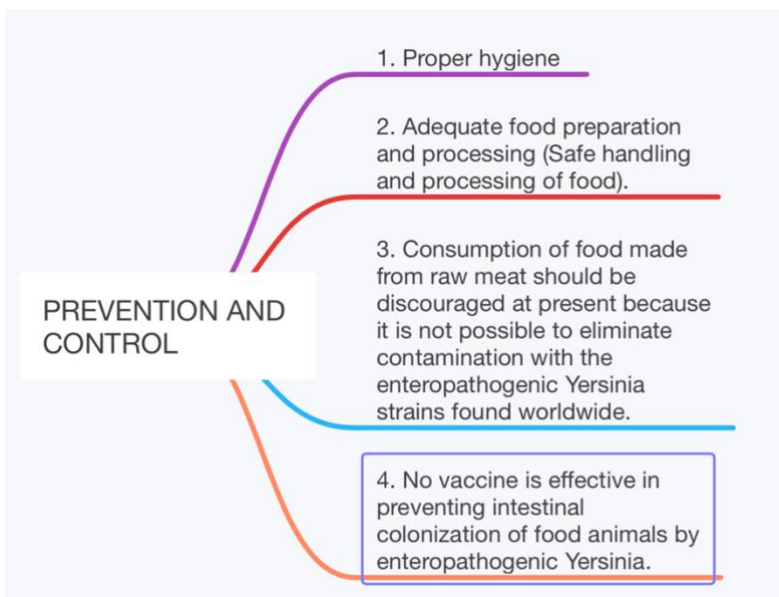 PREVENTION AND
CONTROL
1. Proper hygiene
2. Adequate food preparation
and processing (Safe handling
and processing of food).
3. Consumption of food made
from raw meat should be
discouraged at present because
it is not possible to eliminate
contamination with the
enteropathogenic Yersinia
strains found worldwide.
4. No vaccine is effective in
preventing intestinal
colonization of food animals by
enteropathogenic Yersinia.